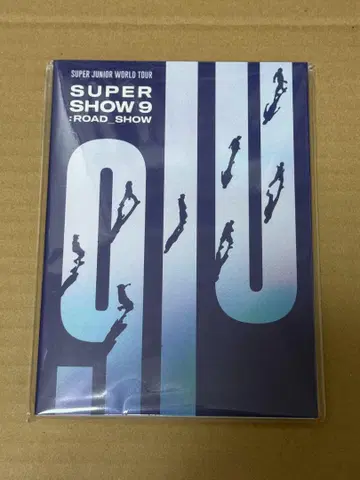 SUPER JUNIOR WORLD TOUR
SUPER
SHOW 9
:ROAD_SHOW